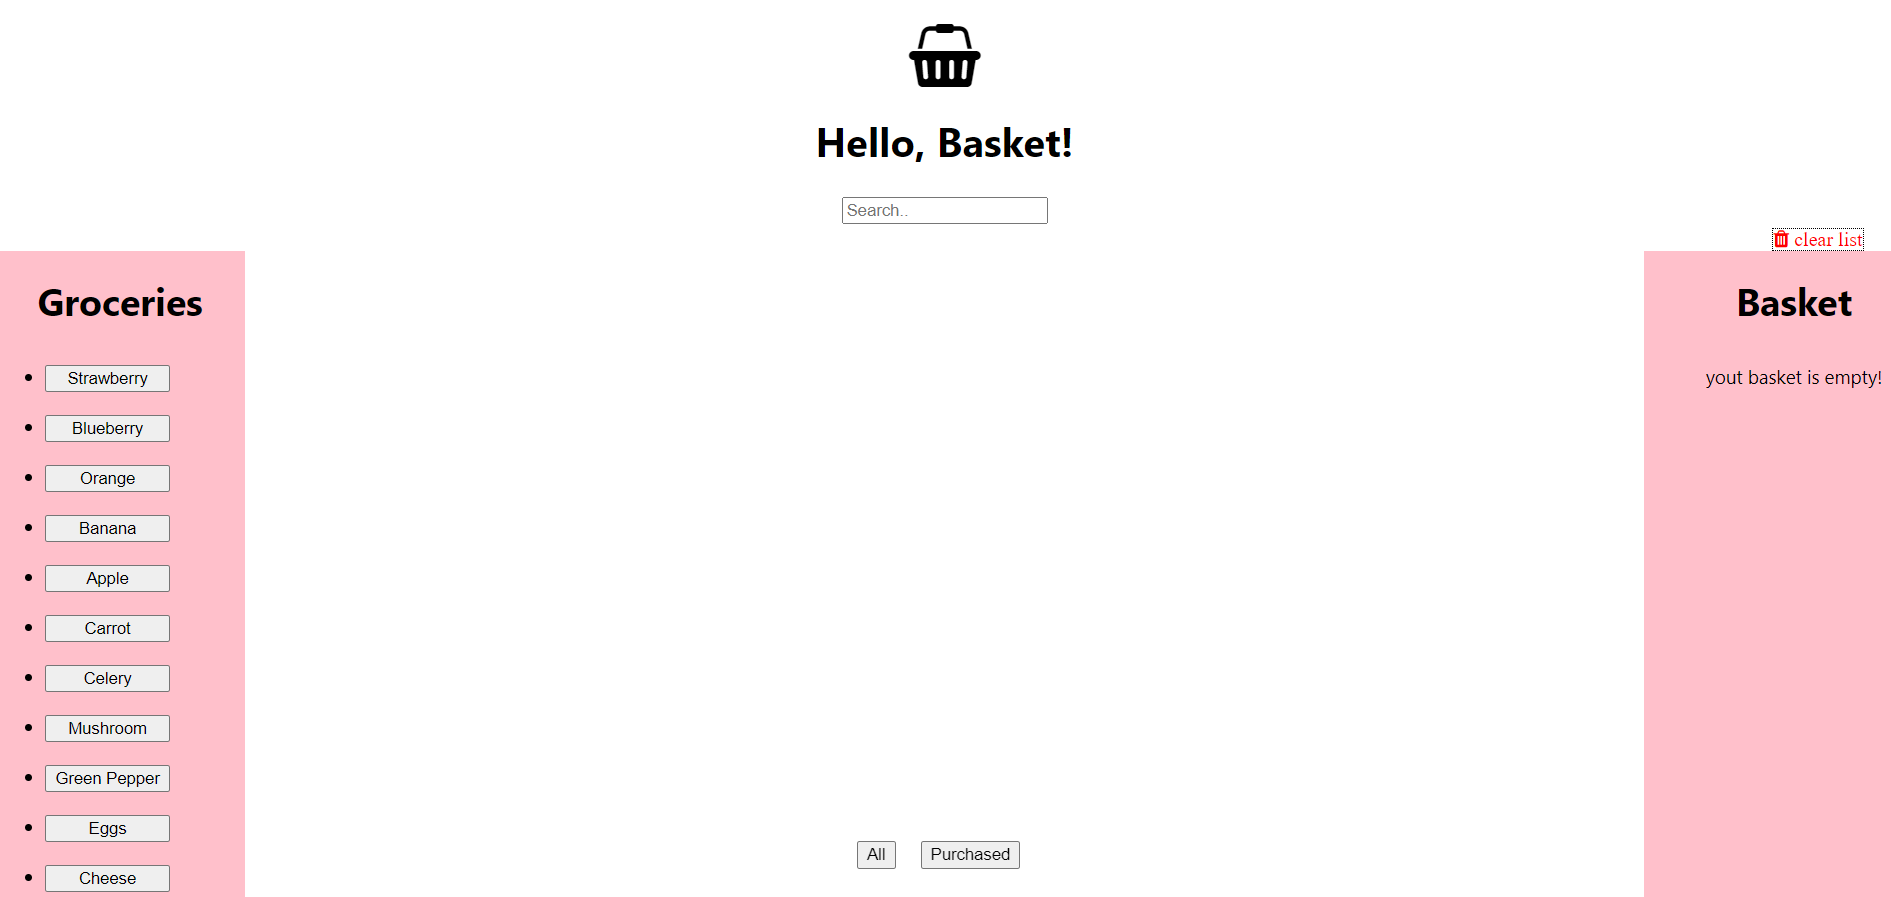 Hello, Basket!
Search..
clear list
Groceries
Strawberry
Blueberry
Orange
Banana
Apple
Carrot
Celery
Mushroom
Green Pepper
Eggs
Cheese
Basket
yout basket is empty!
All
Purchased